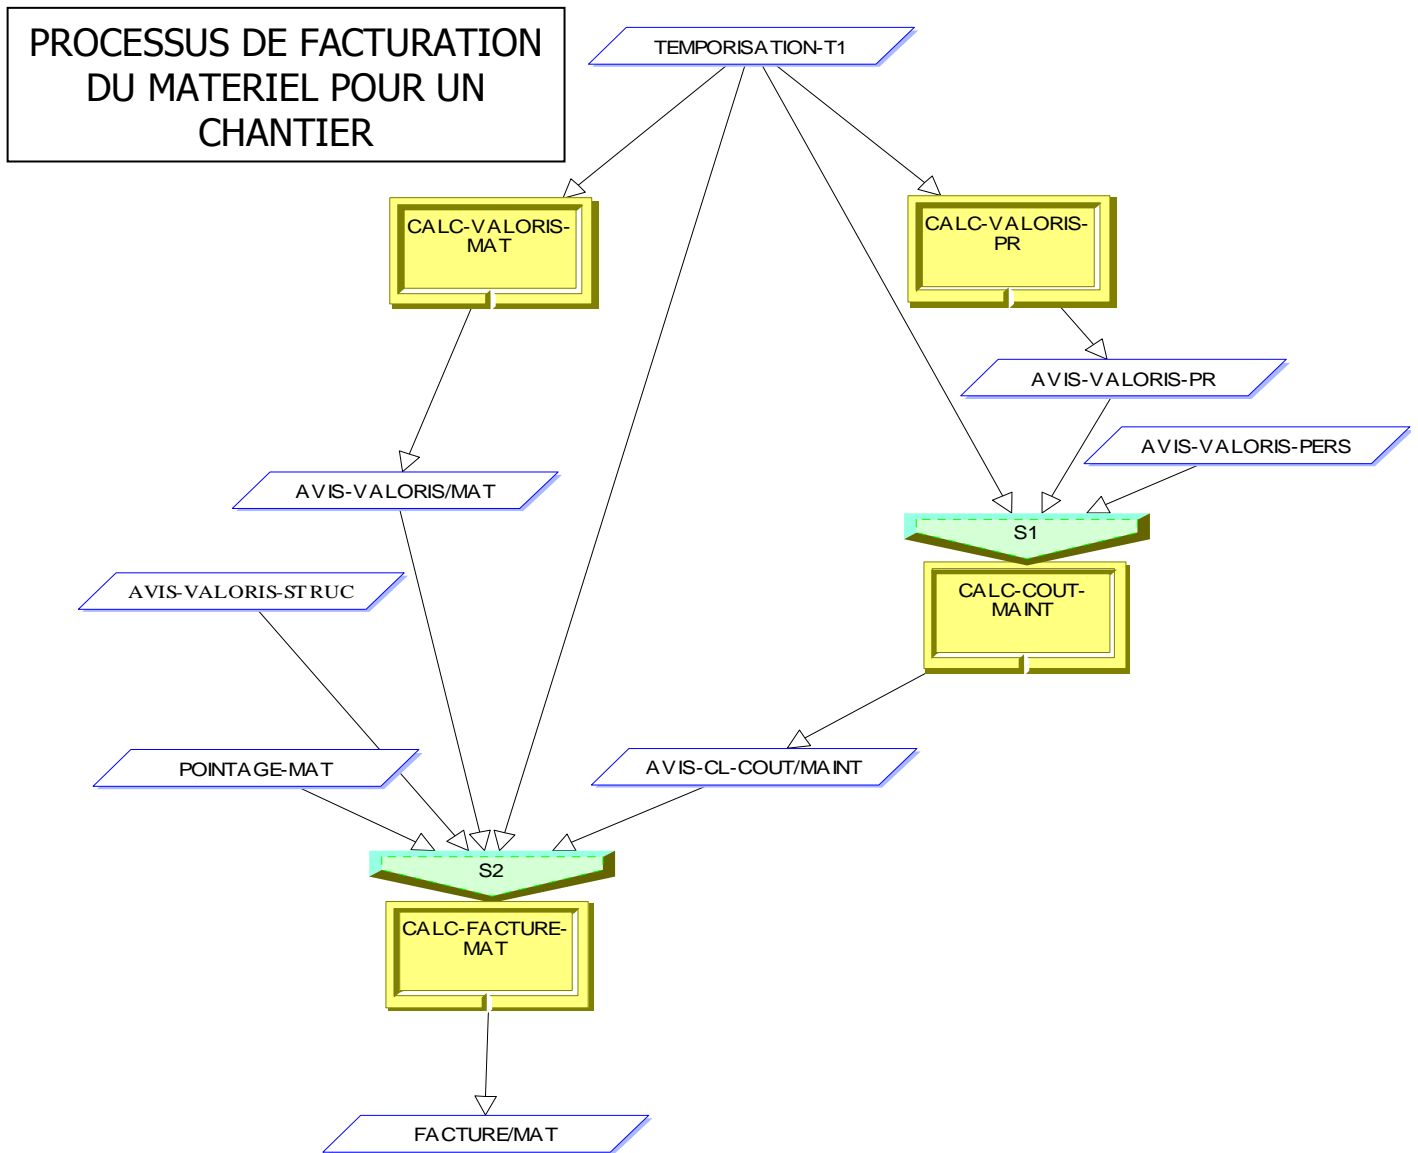 PROCESSUS DE FACTURATION
DU MATERIEL POUR UN
CHANTIER
TEMPORISATION-T1
CALC-VALORIS-
MAT
CALC-VALORIS-
PR
AVIS-VALORIS-PR
AVIS-VALORIS-PERS
AVIS-VALORIS/MAT
S1
AVIS-VALORIS-STRUC
CALC-COUT-
MAINT
POINTAGE-MAT
AVIS-CL-COUT/MAINT
S2
CALC-FACTURE-
MAT
FACTURE/MAT